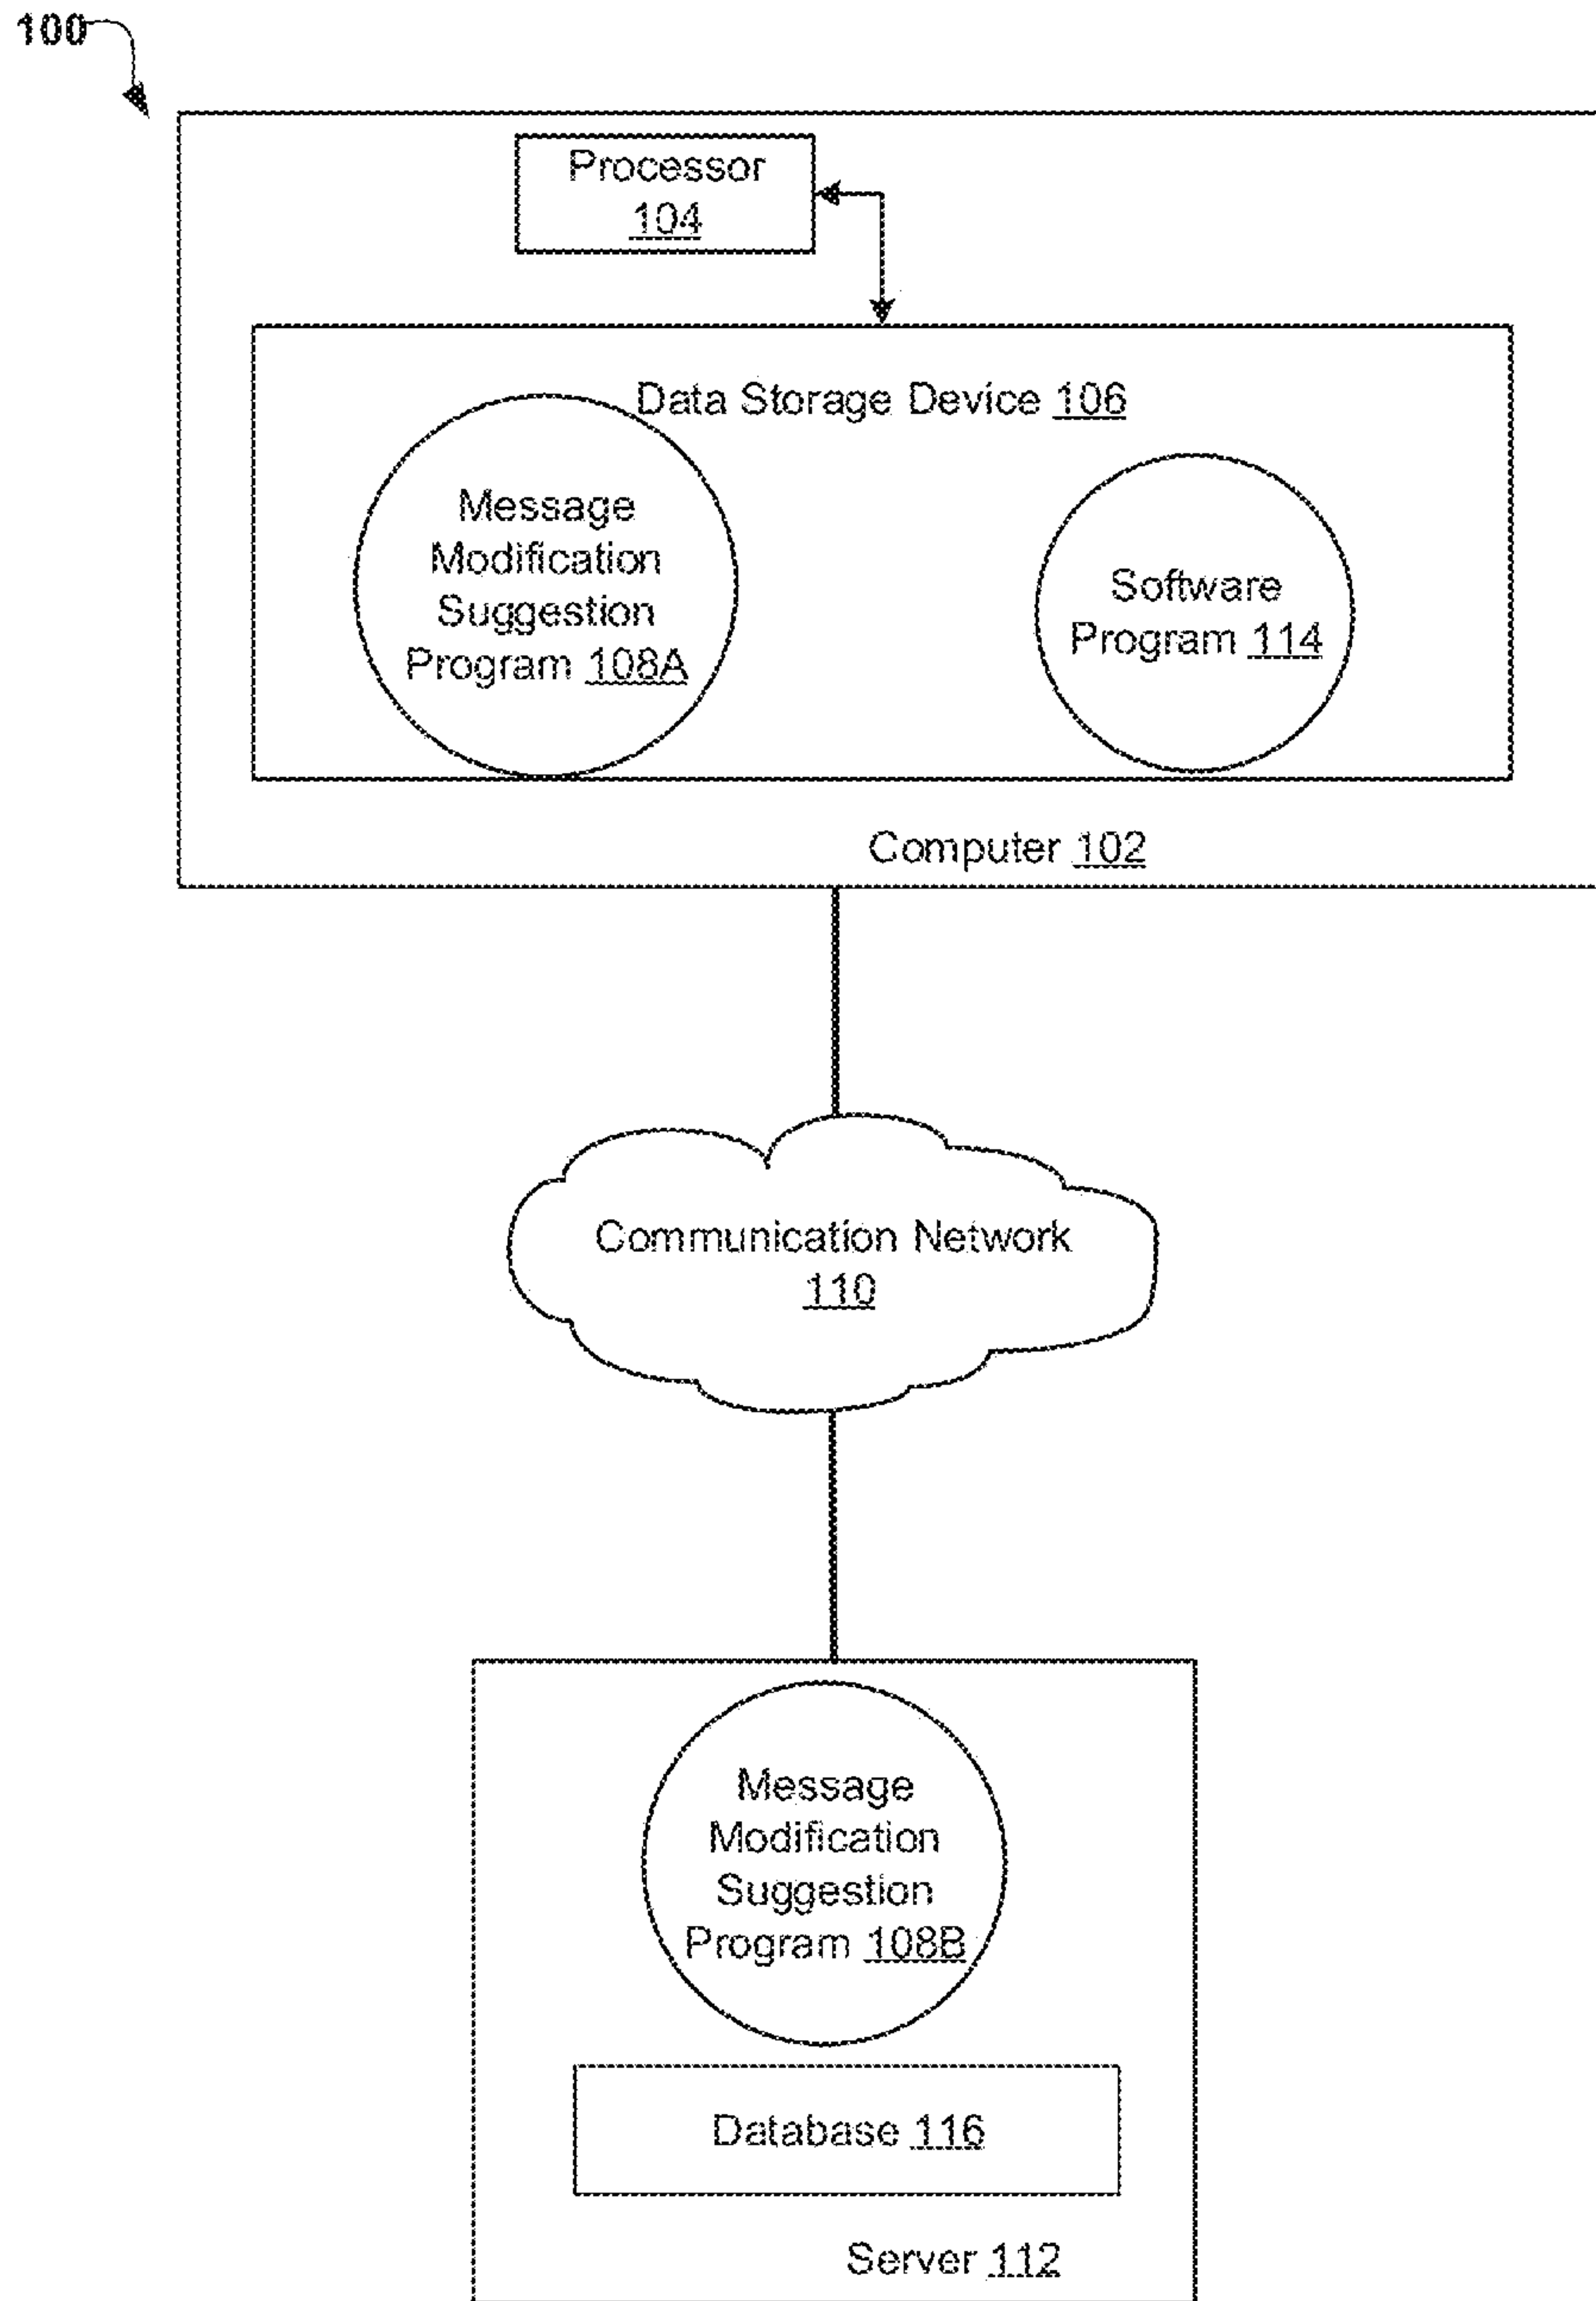 100
Processor
104
Data Storage Device 106
Message
Modification
Suggestion
Program 108A
Software
Program 114
Computer 102
Communication Network
110
Message
Modification
Suggestion
Program 108B
Database 116
Server 112